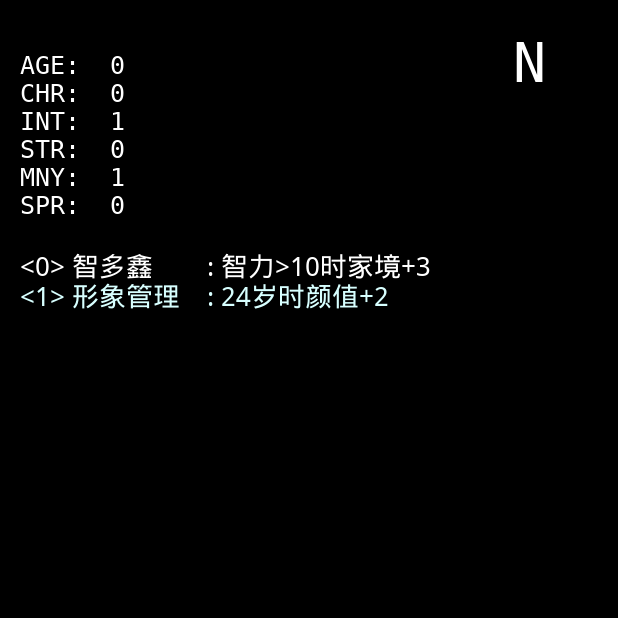 N
AGE: 0
CHR: 0
INT: 1
STR: 0
MNY: 1
SPR: 0
<0> 智多鑫 : 智力>10时家境+3
<1> 形象管理 : 24岁时颜值+2